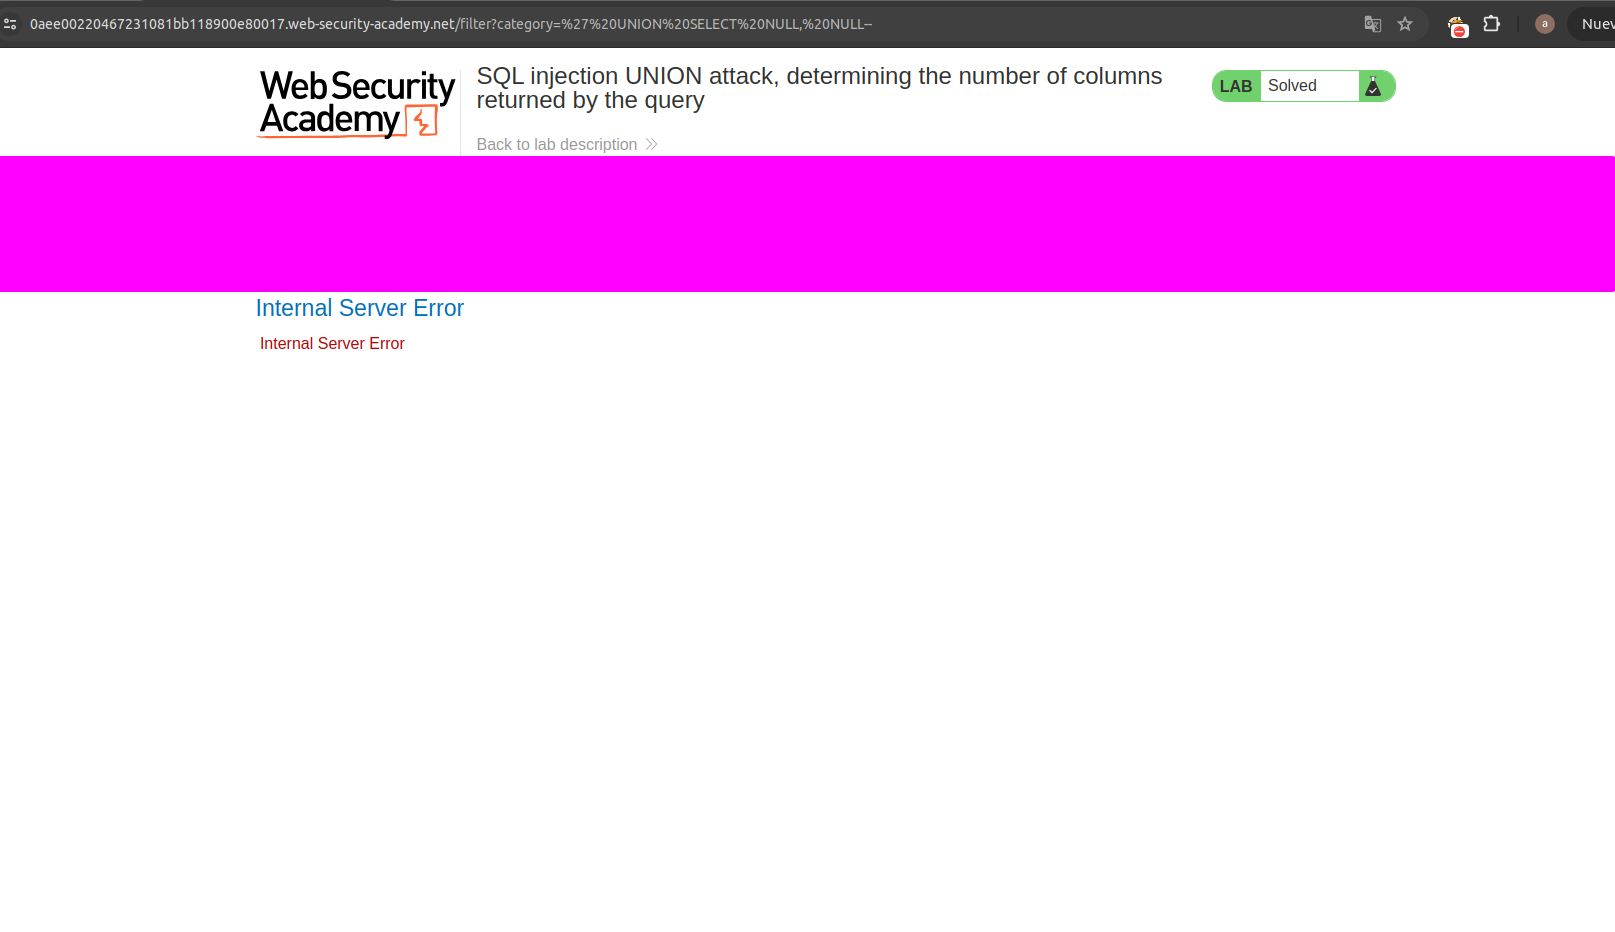 0aee00220467231081bb118900e80017.web-security-academy.net/filter?category=%27%20UNION%20SELECT%20NULL,%20NULL--
a
Nuev
WebSecurity
Academy
SQL injection UNION attack, determining the number of columns
returned by the query
LAB Solved
Back to lab description
Internal Server Error
Internal Server Error